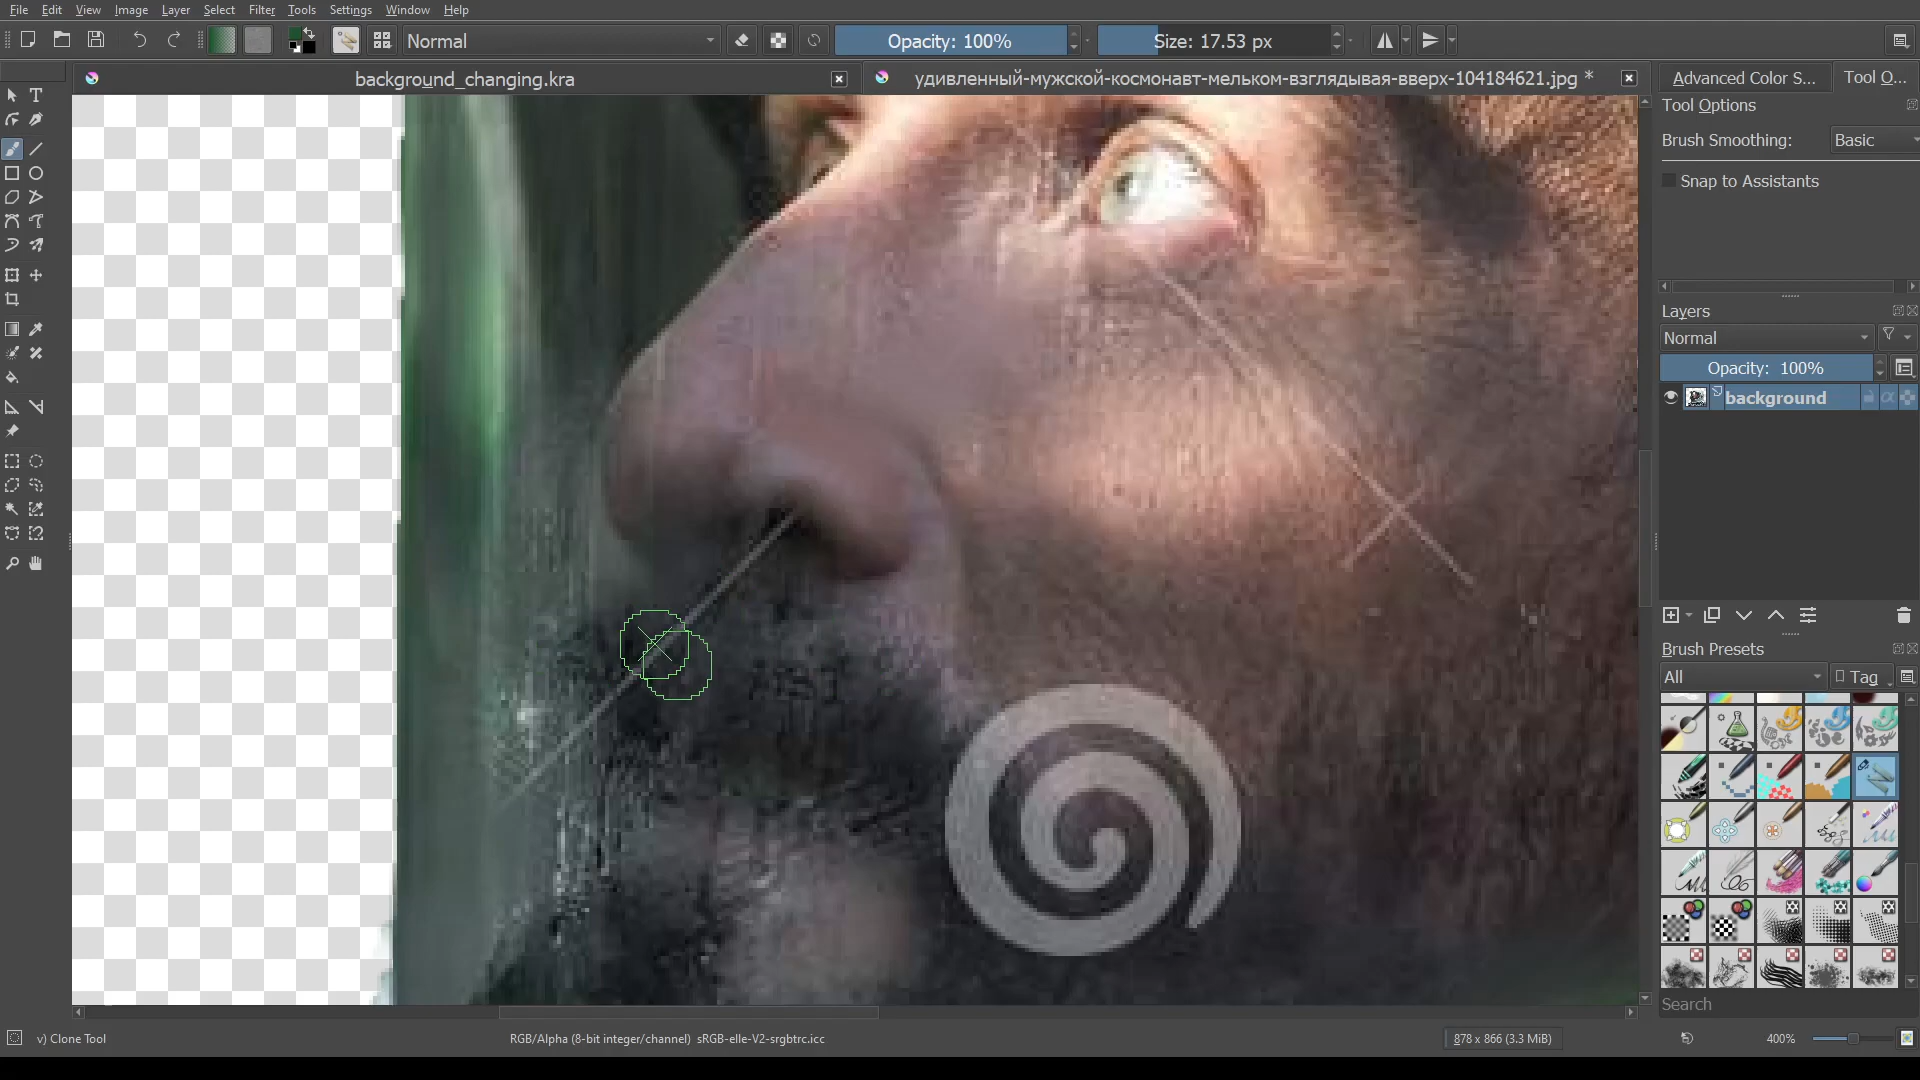 File Edit View Image Layer Select Filter Tools Settings Window Help
Normal Opacity: 100% Size: 17.53 px
background_changing.kra
удивленный-мужской-космонавт-мельком-взглядывая-вверх-104184621.jpg *
Advanced Color S... Tool O...
Tool Options
Brush Smoothing: Basic
Snap to Assistants
Layers
Normal
Opacity: 100%
background
Brush Presets
All Tag
Search
v) Clone Tool
RGB/Alpha (8-bit integer/channel) sRGB-elle-V2-srgbtrc.icc
878 x 866 (3.3 MiB)
400%